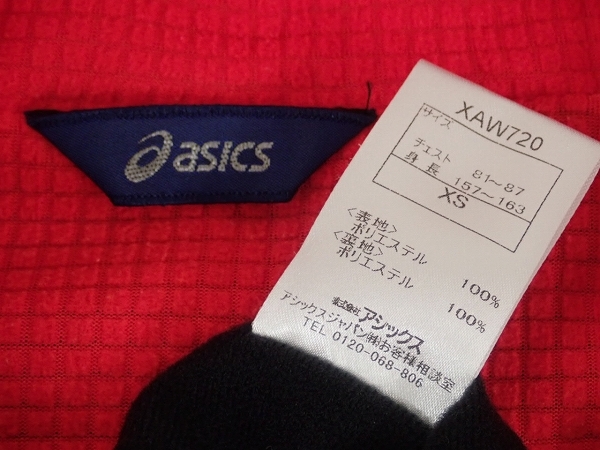 asics
XAW720
サイズ
チェスト 81～87
身長 157～163
XS
〈表地〉
ポリエステル 100%
〈裏地〉
ポリエステル 100%
株式会社アシックス
アシックスジャパン㈱お客様相談室
TEL 0120-068-806